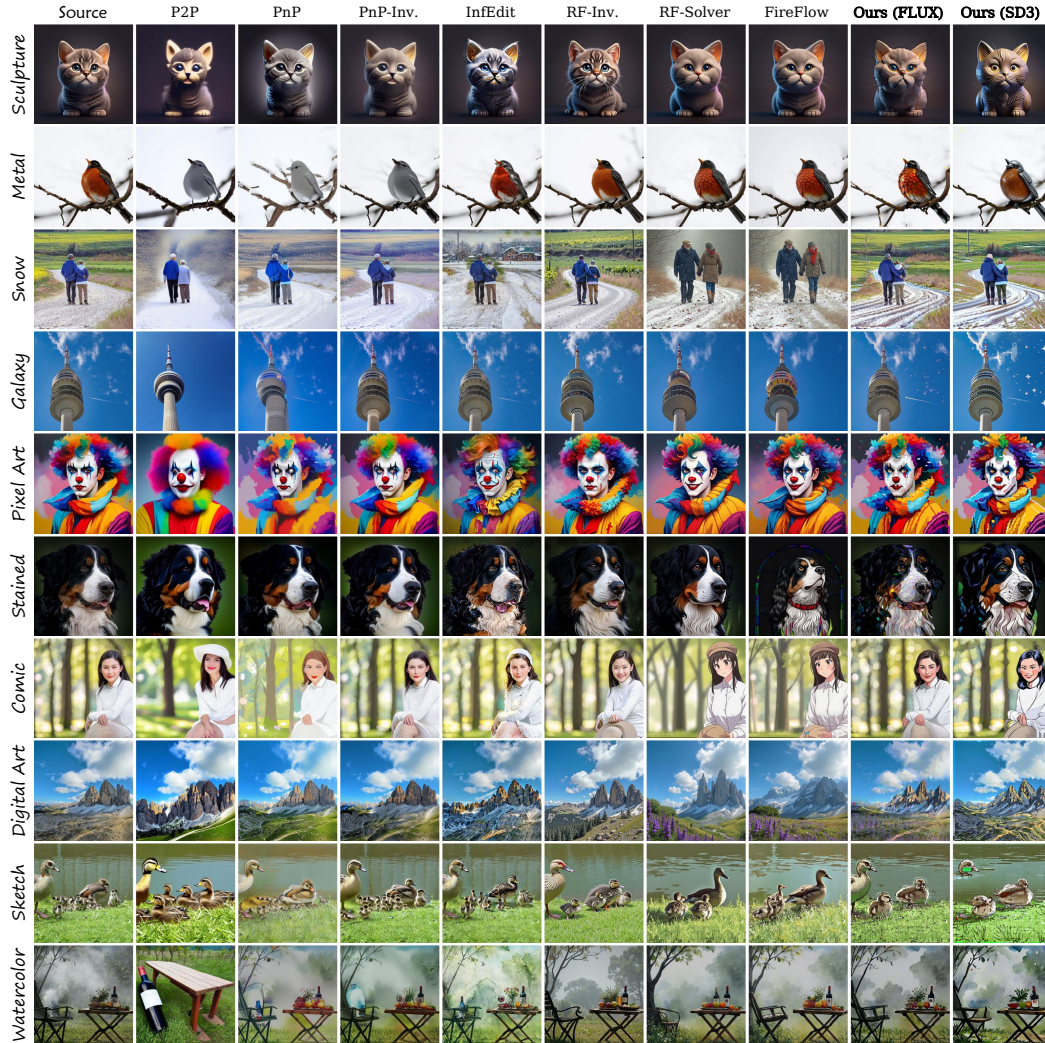 Source P2P PnP PnP-Inv. InfEdit RF-Inv. RF-Solver FireFlow Ours (FLUX) Ours (SD3)
Sculpture
Metal
Snow
Galaxy
Pixel Art
Stained
Comic
Digital Art
Sketch
Watercolor